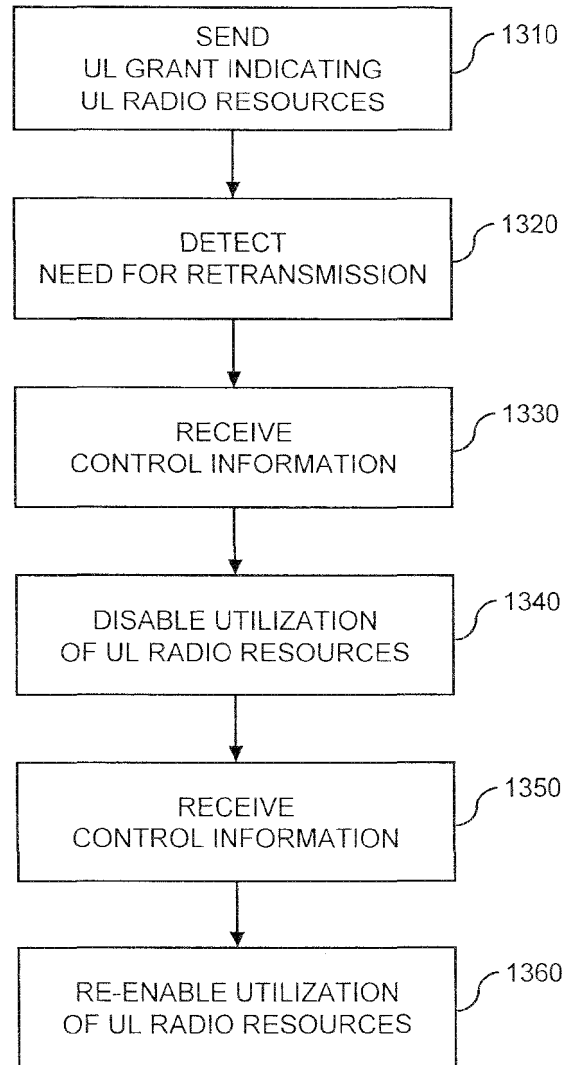 SEND
UL GRANT INDICATING
UL RADIO RESOURCES
1310
DETECT
NEED FOR RETRANSMISSION
1320
RECEIVE
CONTROL INFORMATION
1330
DISABLE UTILIZATION
OF UL RADIO RESOURCES
1340
RECEIVE
CONTROL INFORMATION
1350
RE-ENABLE UTILIZATION
OF UL RADIO RESOURCES
1360